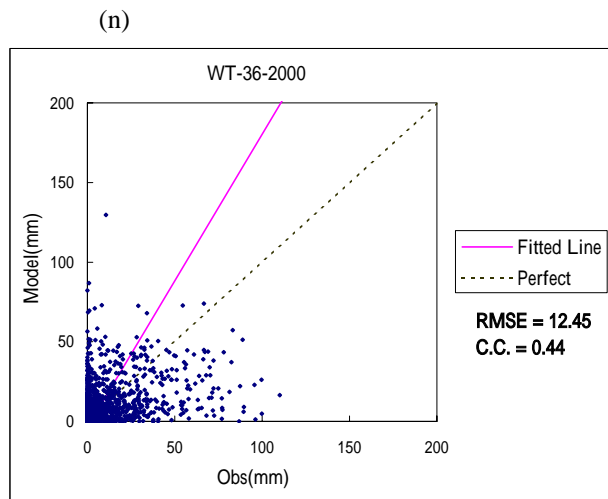 (n)
WT-36-2000
200
150
100
50
0
Model(mm)
0 50 100 150 200
Obs(mm)
Fitted Line
Perfect
RMSE = 12.45
C.C. = 0.44